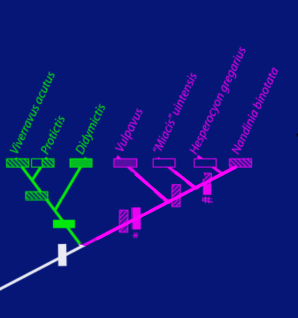 Viverravus acutus
Protictis
Didymictis
Vulpavus
"Miacis" uintensis
Hesperocyon gregarius
Nandinia binotata
*
#